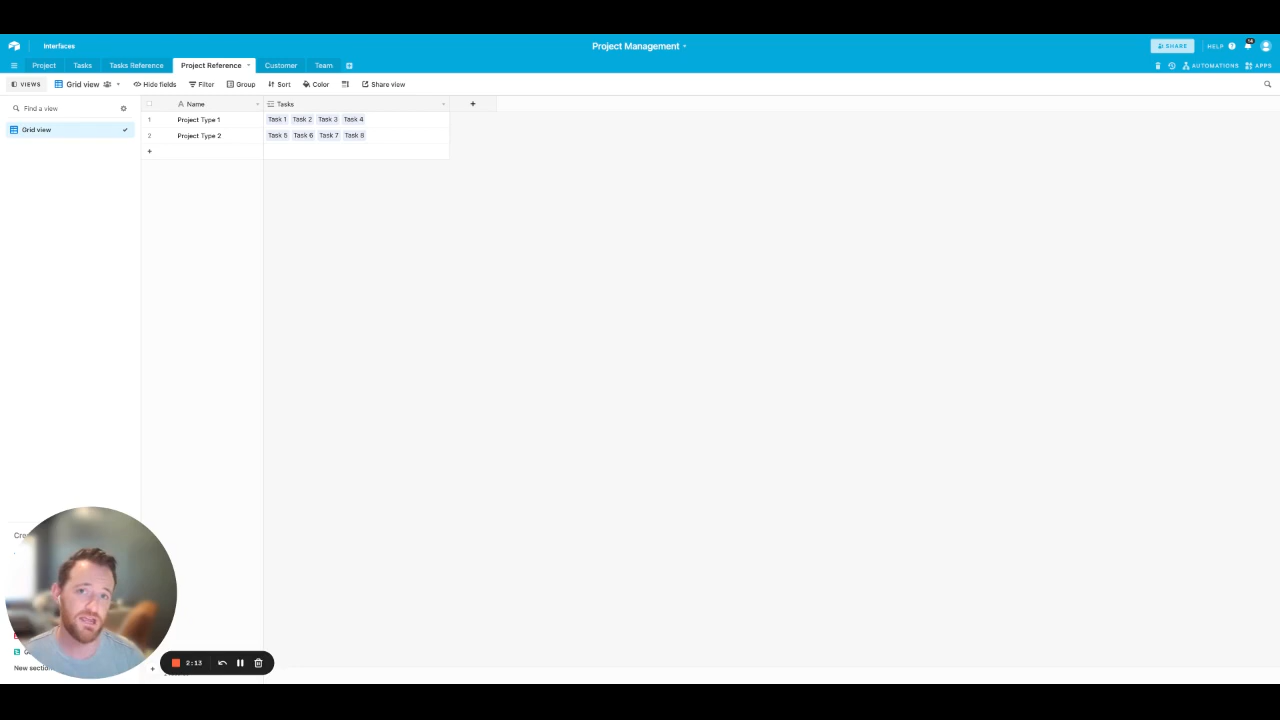 Interfaces
Project Management
SHARE
HELP
Project Tasks Tasks Reference Project Reference Customer Team
AUTOMATIONS APPS
VIEWS Grid view Hide fields Filter Group Sort Color Share view
Find a view
Grid view
Name Tasks
1 Project Type 1 Task 1 Task 2 Task 3 Task 4
2 Project Type 2 Task 5 Task 6 Task 7 Task 8
+
New
2:13